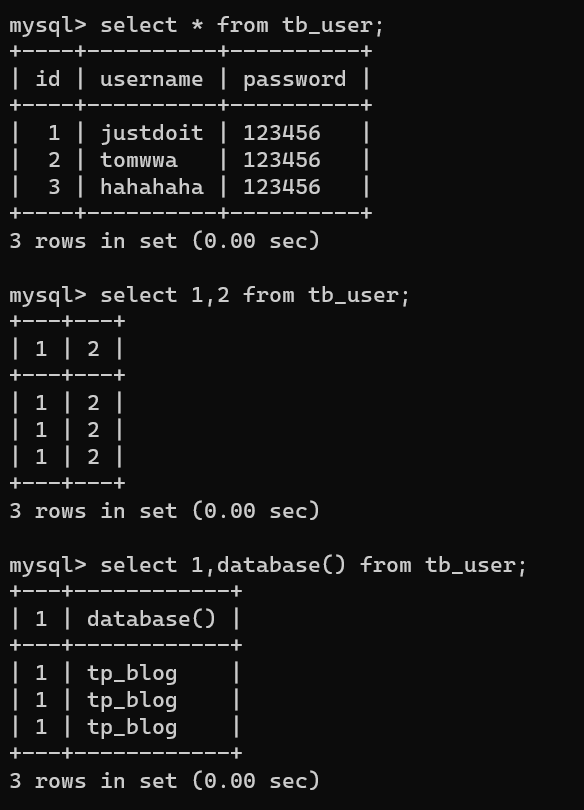 mysql> select * from tb_user;
+----+----------+----------+
| id | username | password |
+----+----------+----------+
|  1 | justdoit | 123456   |
|  2 | tomwwa   | 123456   |
|  3 | hahahaha | 123456   |
+----+----------+----------+
3 rows in set (0.00 sec)

mysql> select 1,2 from tb_user;
+---+---+
| 1 | 2 |
+---+---+
| 1 | 2 |
| 1 | 2 |
| 1 | 2 |
+---+---+
3 rows in set (0.00 sec)

mysql> select 1,database() from tb_user;
+---+------------+
| 1 | database() |
+---+------------+
| 1 | tp_blog    |
| 1 | tp_blog    |
| 1 | tp_blog    |
+---+------------+
3 rows in set (0.00 sec)